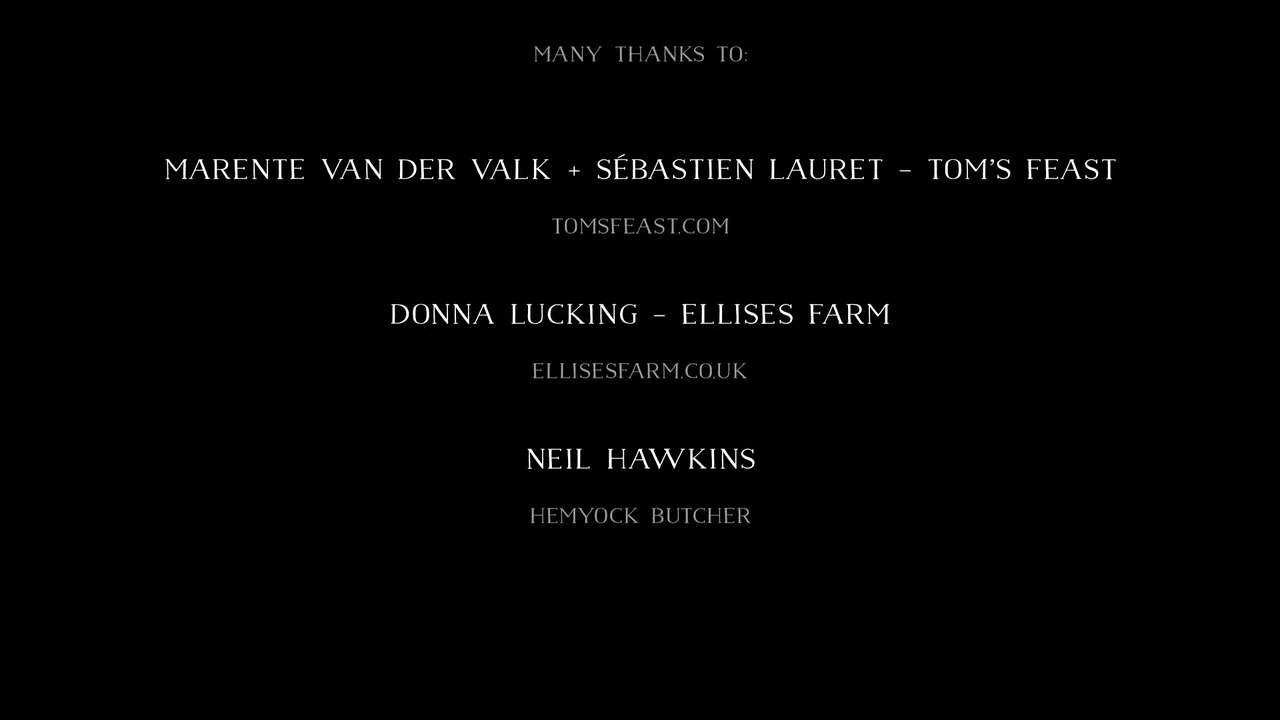 MANY THANKS TO:
MARENTE VAN DER VALK + SÉBASTIEN LAURET – TOM’S FEAST
TOMSFEAST.COM
DONNA LUCKING – ELLISES FARM
ELLISESFARM.CO.UK
NEIL HAWKINS
HEMYOCK BUTCHER